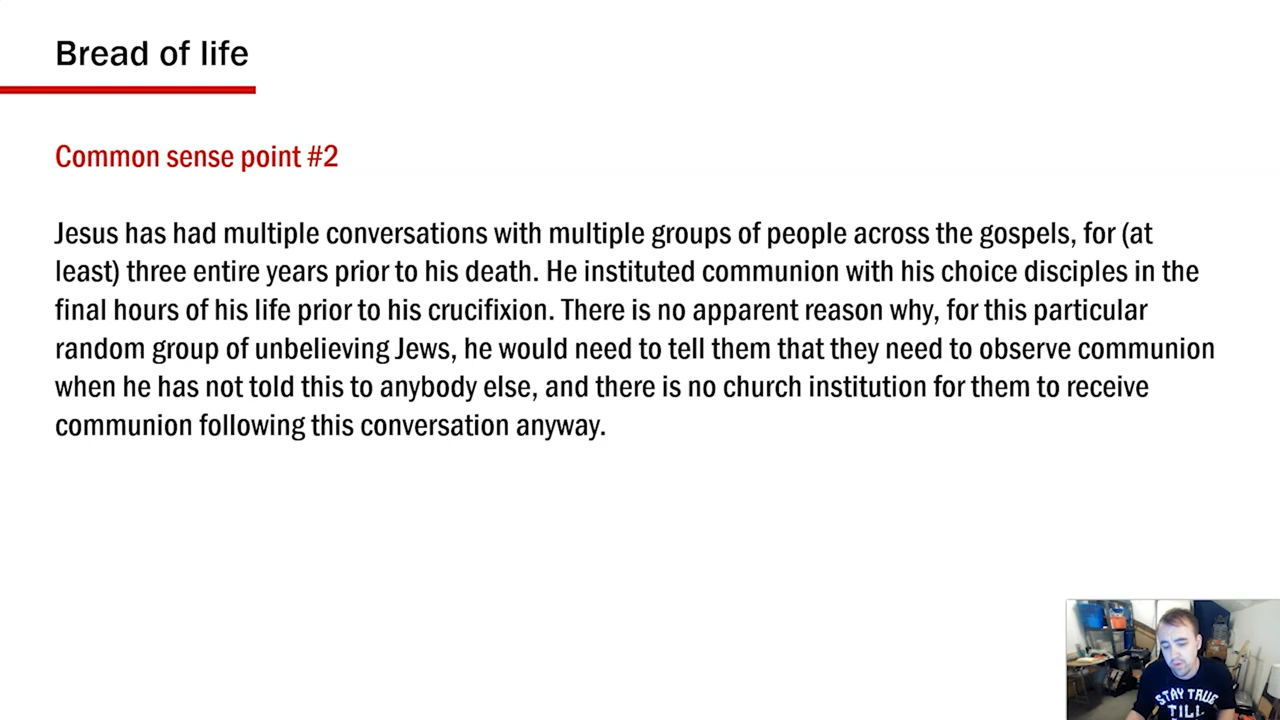 Bread of life
Common sense point #2
Jesus has had multiple conversations with multiple groups of people across the gospels, for (at
least) three entire years prior to his death. He instituted communion with his choice disciples in the
final hours of his life prior to his crucifixion. There is no apparent reason why, for this particular
random group of unbelieving Jews, he would need to tell them that they need to observe communion
when he has not told this to anybody else, and there is no church institution for them to receive
communion following this conversation anyway.
STAY TRUE
TILL